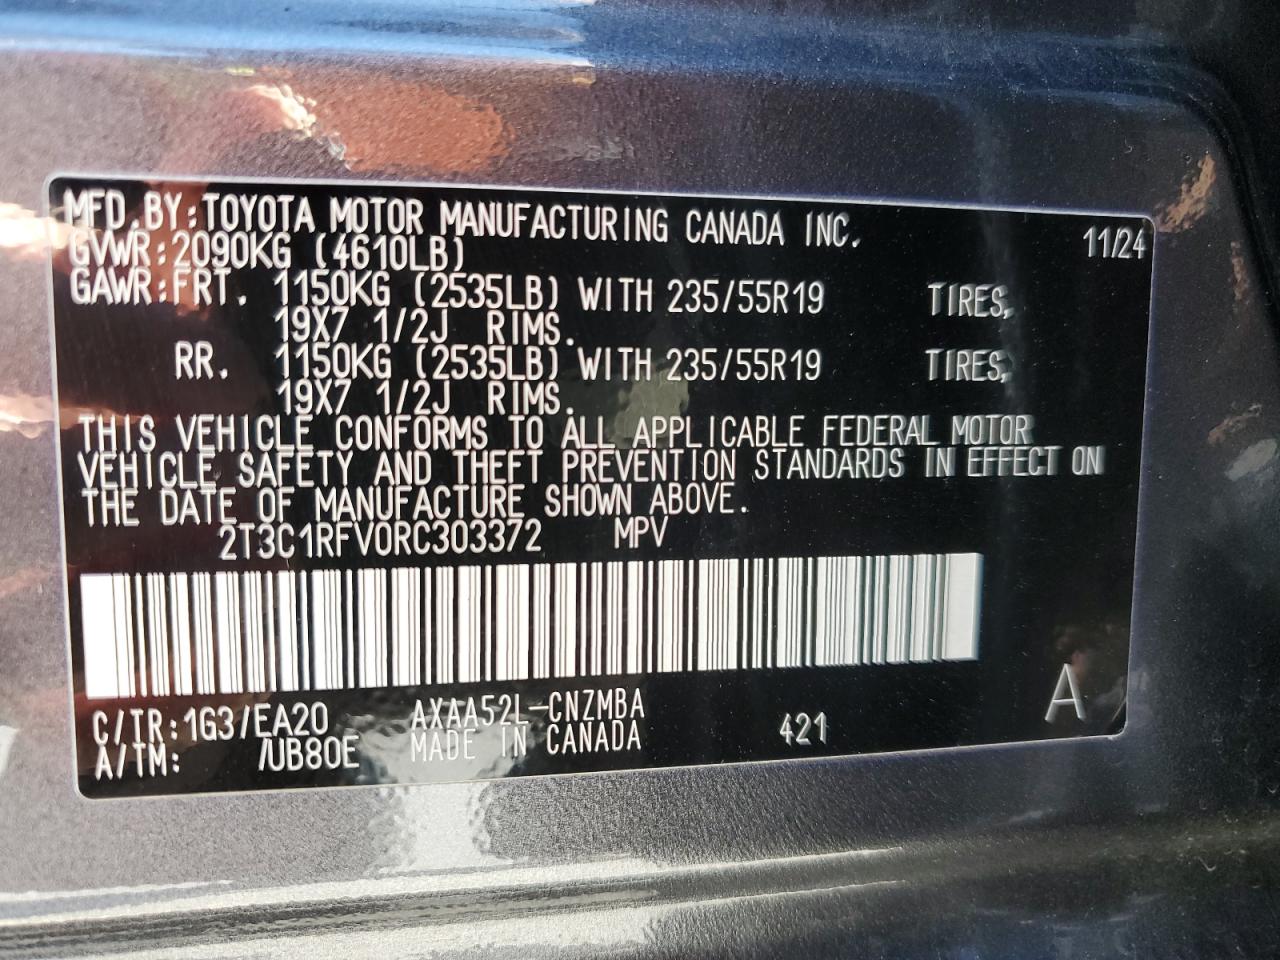 MFD.BY:TOYOTA MOTOR MANUFACTURING CANADA INC. 11/24
GVWR:2090KG (4610LB)
GAWR:FRT. 1150KG (2535LB) WITH 235/55R19 TIRES,
19X7 1/2J RIMS.
RR. 1150KG (2535LB) WITH 235/55R19 TIRES,
19X7 1/2J RIMS.
THIS VEHICLE CONFORMS TO ALL APPLICABLE FEDERAL MOTOR
VEHICLE SAFETY AND THEFT PREVENTION STANDARDS IN EFFECT ON
THE DATE OF MANUFACTURE SHOWN ABOVE.
2T3C1RFV0RC303372 MPV
C/TR:1G3/EA20 AXAA52L-CNZMBA 421 A
A/TM: /UB80E MADE IN CANADA